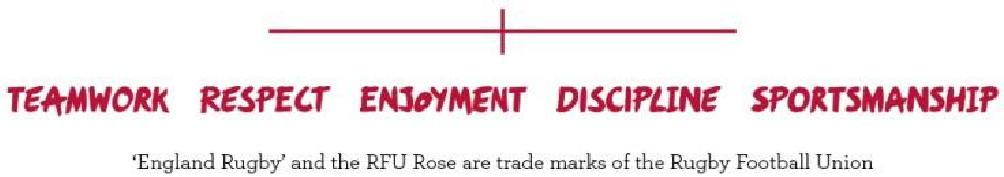 TEAMWORK RESPECT ENJOYMENT DISCIPLINE SPORTSMANSHIP
‘England Rugby’ and the RFU Rose are trade marks of the Rugby Football Union